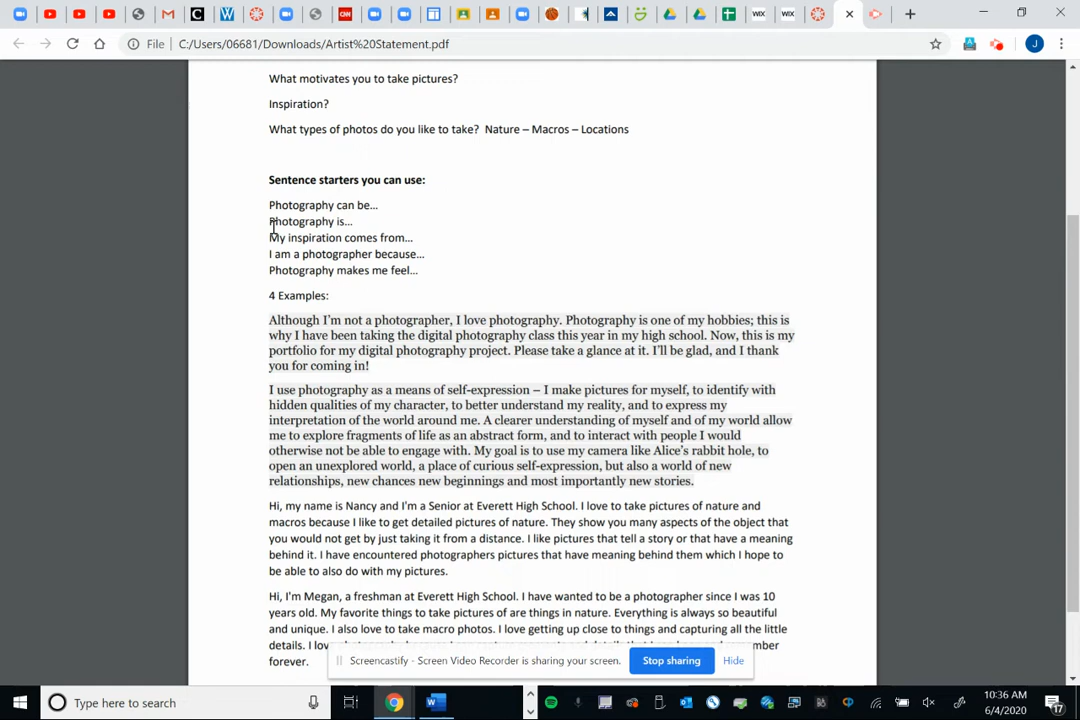 File
C:/Users/06681/Downloads/Artist%20Statement.pdf
J
What motivates you to take pictures?
Inspiration?
What types of photos do you like to take?  Nature – Macros – Locations
Sentence starters you can use:
Photography can be…
Photography is…
My inspiration comes from…
I am a photographer because…
Photography makes me feel…
4 Examples:
Although I'm not a photographer, I love photography. Photography is one of my hobbies; this is
why I have been taking the digital photography class this year in my high school. Now, this is my
portfolio for my digital photography project. Please take a glance at it. I'll be glad, and I thank
you for coming in!
I use photography as a means of self-expression – I make pictures for myself, to identify with
hidden qualities of my character, to better understand my reality, and to express my
interpretation of the world around me. A clearer understanding of myself and of my world allow
me to explore fragments of life as an abstract form, and to interact with people I would
otherwise not be able to engage with. My goal is to use my camera like Alice's rabbit hole, to
open an unexplored world, a place of curious self-expression, but also a world of new
relationships, new chances new beginnings and most importantly new stories.
Hi, my name is Nancy and I'm a Senior at Everett High School. I love to take pictures of nature and
macros because I like to get detailed pictures of nature. They show you many aspects of the object that
you would not get by just taking it from a distance. I like pictures that tell a story or that have a meaning
behind it. I have encountered photographers pictures that have meaning behind them which I hope to
be able to also do with my pictures.
Hi, I'm Megan, a freshman at Everett High School. I have wanted to be a photographer since I was 10
years old. My favorite things to take pictures of are things in nature. Everything is always so beautiful
and unique. I also love to take macro photos. I love getting up close to things and capturing all the little
details. I
forever.
Screencastify - Screen Video Recorder is sharing your screen.
Stop sharing
Hide
Type here to search
10:36 AM
6/4/2020
17